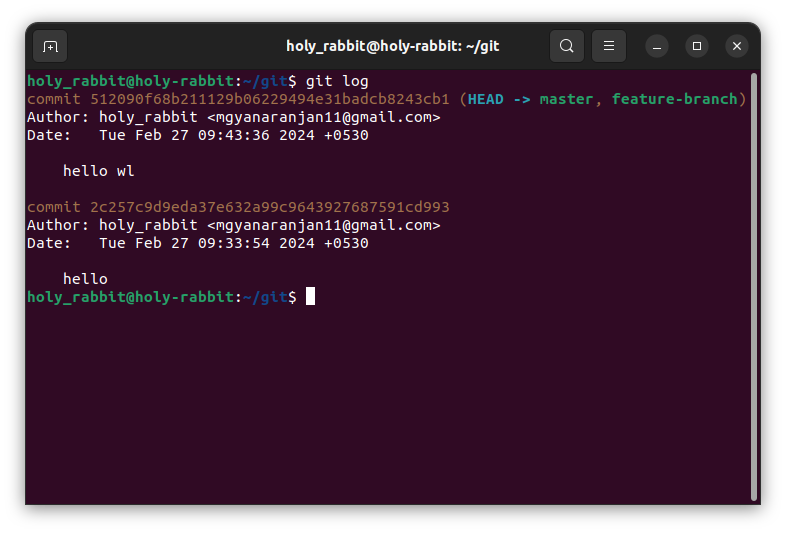 holy_rabbit@holy-rabbit: ~/git
holy_rabbit@holy-rabbit:~/git$ git log
commit 512090f68b211129b06229494e31badcb8243cb1 (HEAD -> master, feature-branch)
Author: holy_rabbit <mgyanaranjan11@gmail.com>
Date:   Tue Feb 27 09:43:36 2024 +0530
    hello wl
commit 2c257c9d9eda37e632a99c9643927687591cd993
Author: holy_rabbit <mgyanaranjan11@gmail.com>
Date:   Tue Feb 27 09:33:54 2024 +0530
    hello
holy_rabbit@holy-rabbit:~/git$